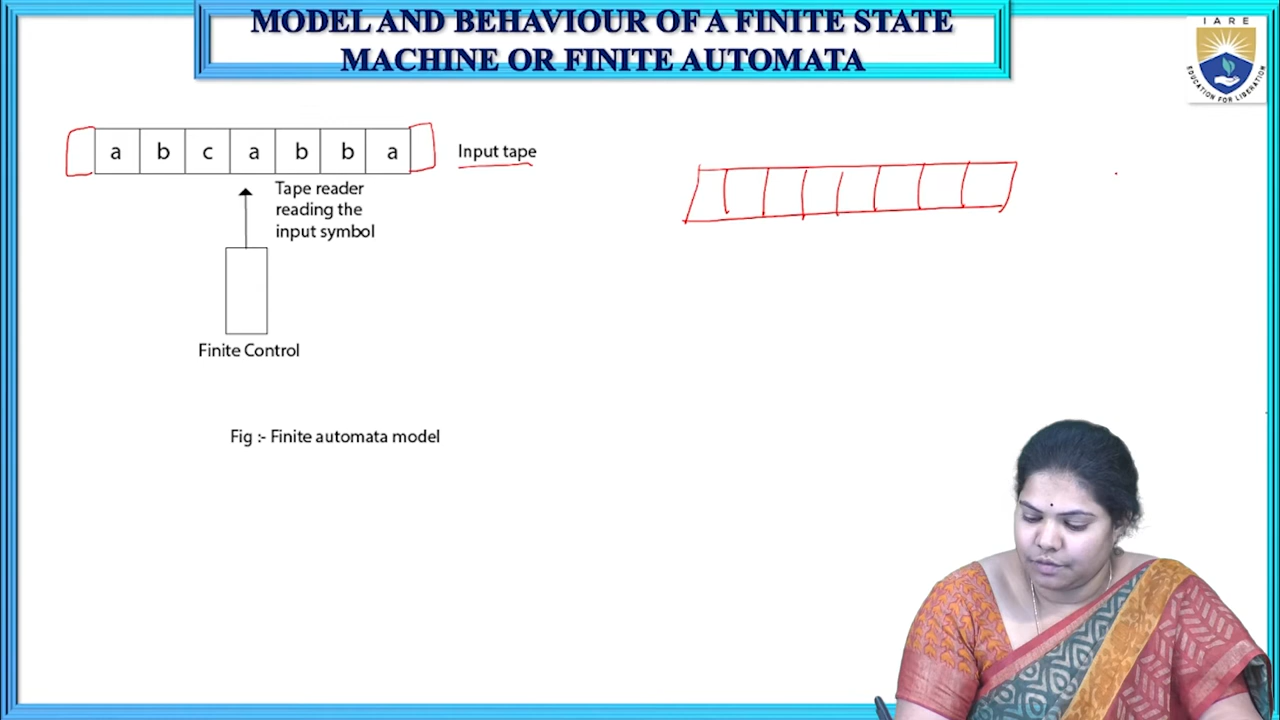 MODEL AND BEHAVIOUR OF A FINITE STATE
MACHINE OR FINITE AUTOMATA
IARE
EDUCATION FOR LIBERATION
a b c a b b a
Input tape
Tape reader
reading the
input symbol
Finite Control
Fig :- Finite automata model